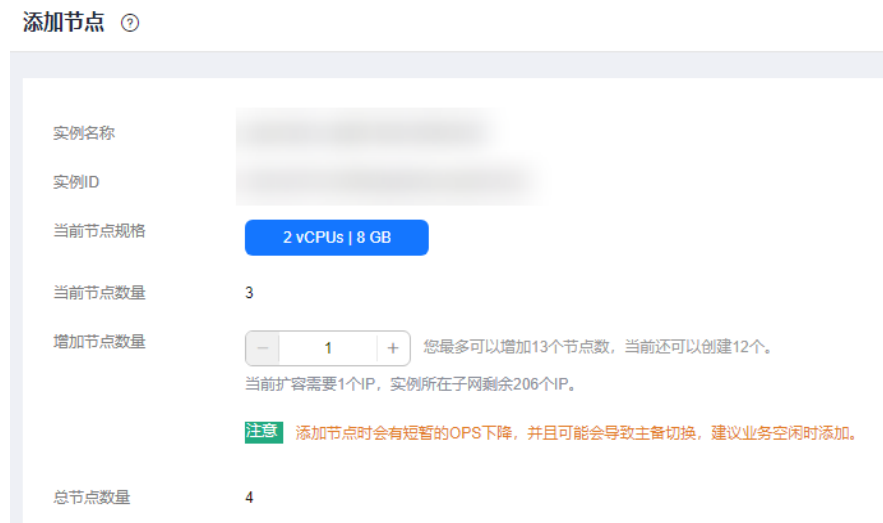 添加节点 ?
实例名称
实例ID
当前节点规格 2 vCPUs | 8 GB
当前节点数量 3
增加节点数量 − 1 + 您最多可以增加13个节点数，当前还可以创建12个。
当前扩容需要1个IP，实例所在子网剩余206个IP。
注意 添加节点时会有短暂的OPS下降，并且可能会导致主备切换，建议业务空闲时添加。
总节点数量 4